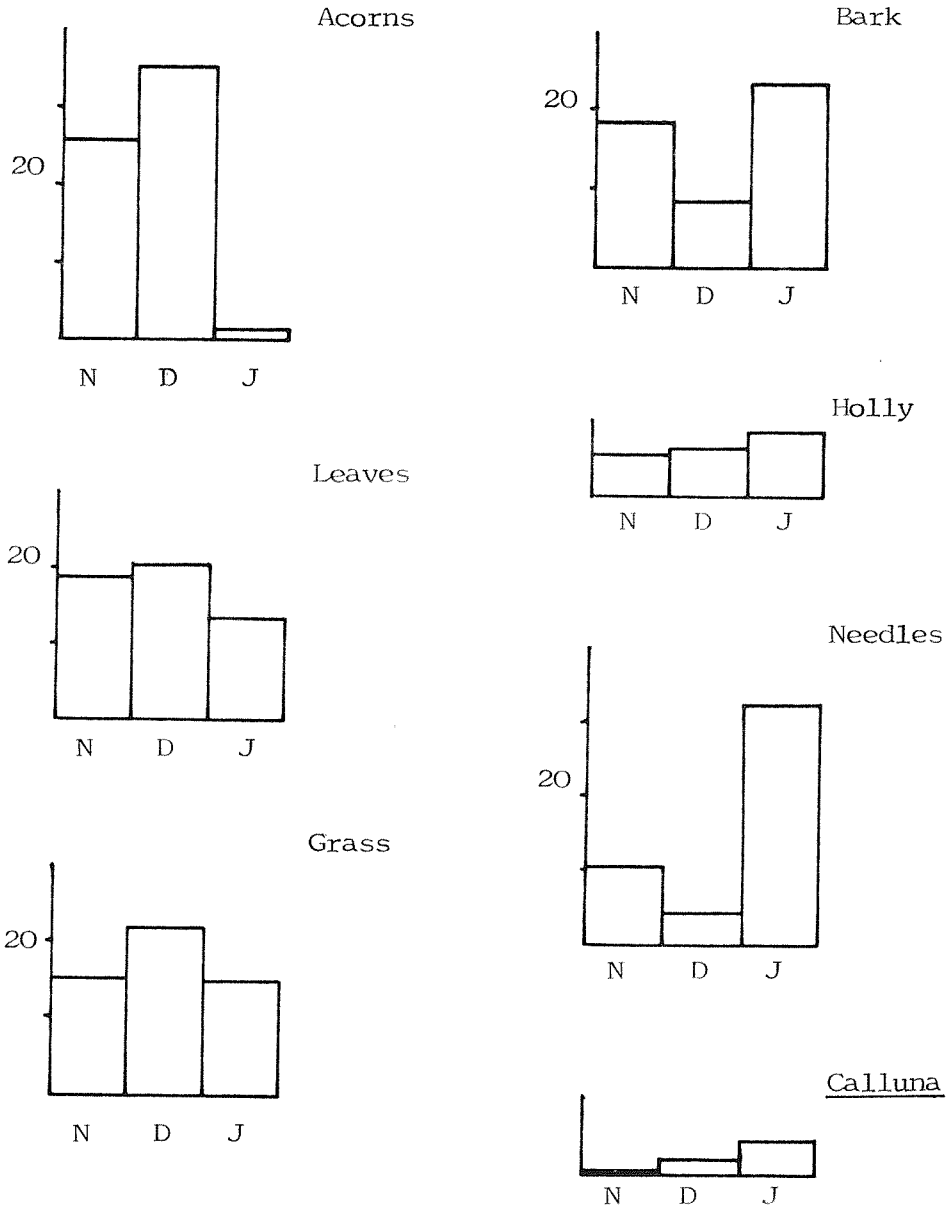 Acorns
20
N D J
Leaves
20
N D J
Grass
20
N D J
Bark
20
N D J
Holly
N D J
Needles
20
N D J
Calluna
N D J